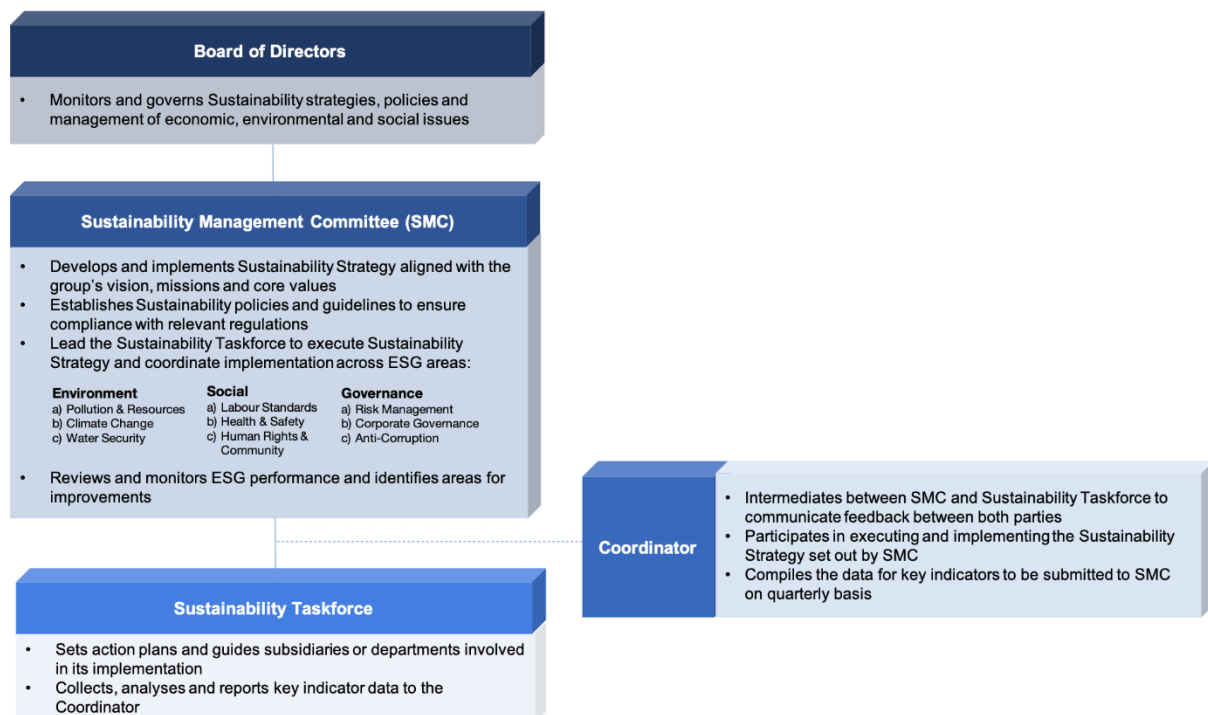 Board of Directors
• Monitors and governs Sustainability strategies, policies and
management of economic, environmental and social issues
Sustainability Management Committee (SMC)
• Develops and implements Sustainability Strategy aligned with the
group's vision, missions and core values
• Establishes Sustainability policies and guidelines to ensure
compliance with relevant regulations
• Lead the Sustainability Taskforce to execute Sustainability
Strategy and coordinate implementation across ESG areas:
Environment
a) Pollution & Resources
b) Climate Change
c) Water Security
Social
a) Labour Standards
b) Health & Safety
c) Human Rights &
Community
Governance
a) Risk Management
b) Corporate Governance
c) Anti-Corruption
• Reviews and monitors ESG performance and identifies areas for
improvements
Coordinator
• Intermediates between SMC and Sustainability Taskforce to
communicate feedback between both parties
• Participates in executing and implementing the Sustainability
Strategy set out by SMC
• Compiles the data for key indicators to be submitted to SMC
on quarterly basis
Sustainability Taskforce
• Sets action plans and guides subsidiaries or departments involved
in its implementation
• Collects, analyses and reports key indicator data to the
Coordinator